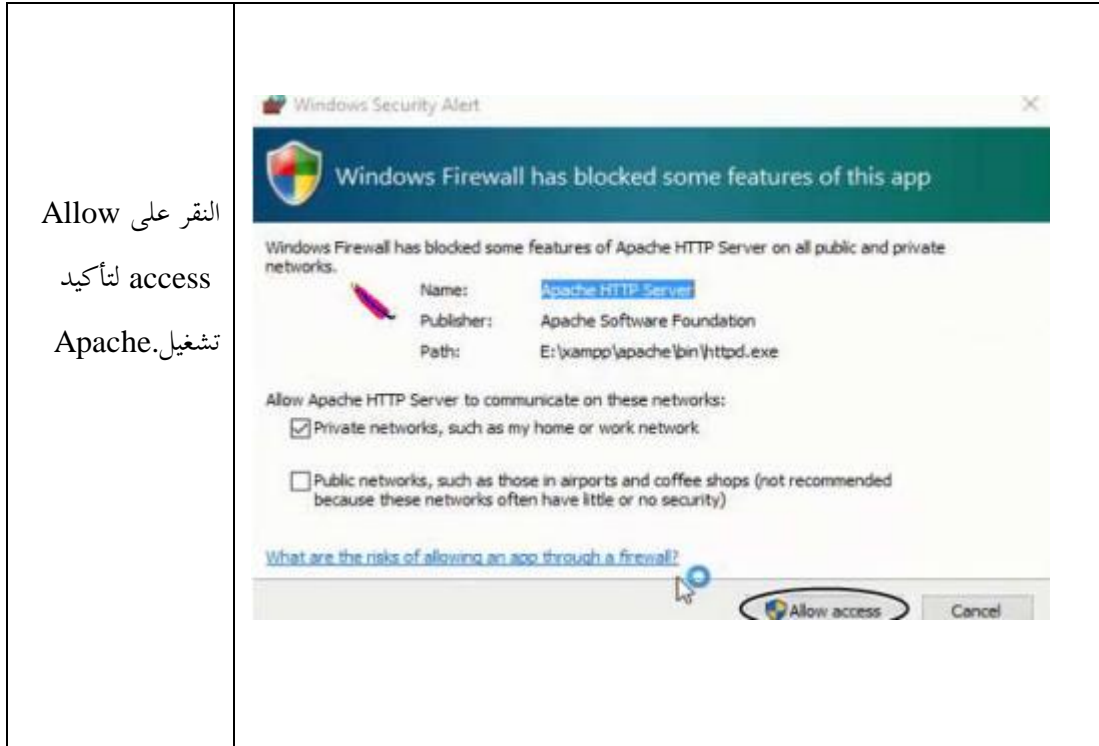 النقر على Allow
access لتأكيد
تشغيل.Apache
Windows Security Alert
Windows Firewall has blocked some features of this app
Windows Firewall has blocked some features of Apache HTTP Server on all public and private
networks.
Name: Apache HTTP Server
Publisher: Apache Software Foundation
Path: E:\xampp\apache\bin\httpd.exe
Allow Apache HTTP Server to communicate on these networks:
Private networks, such as my home or work network
Public networks, such as those in airports and coffee shops (not recommended
because these networks often have little or no security)
What are the risks of allowing an app through a firewall?
Allow access Cancel